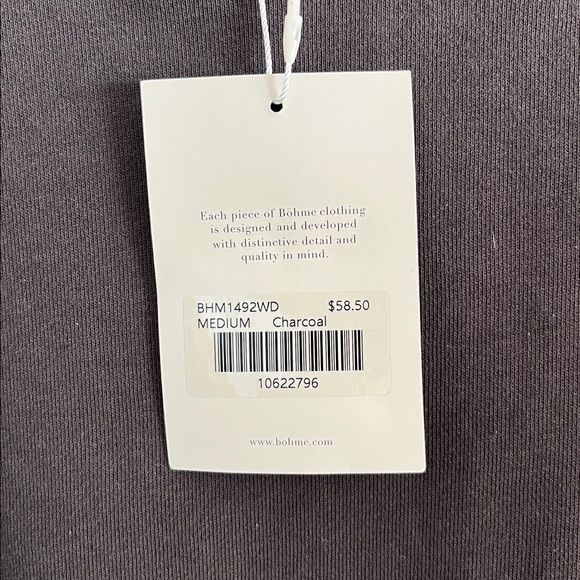 Each piece of Böhme clothing
is designed and developed
with distinctive detail and
quality in mind.
BHM1492WD $58.50
MEDIUM Charcoal
10622796
www.bohme.com